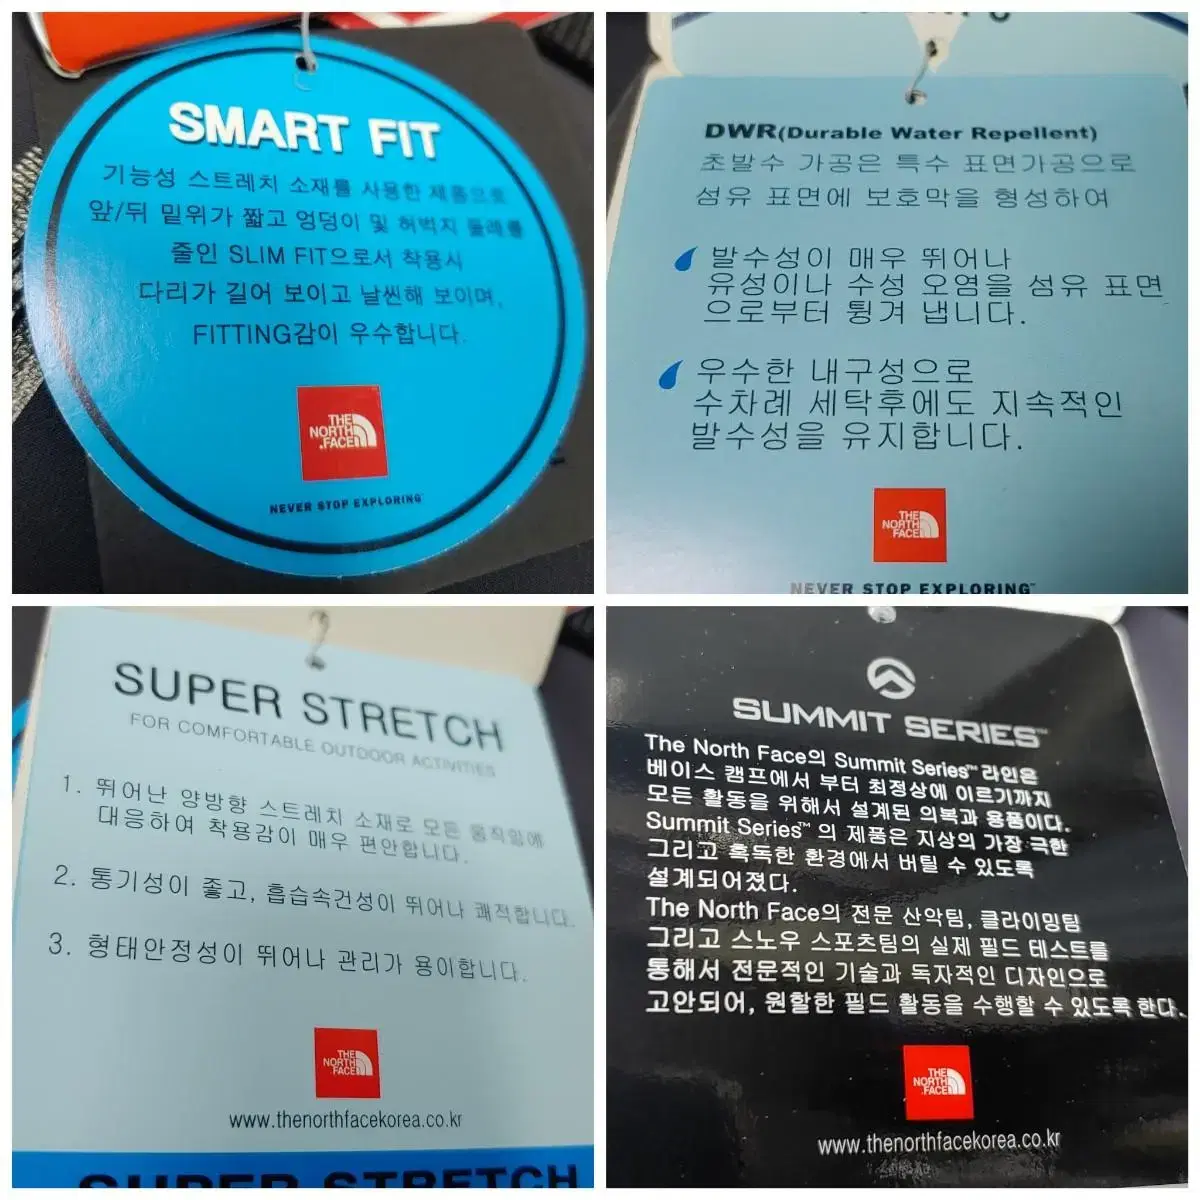 SMART FIT
기능성 스트레치 소재를 사용한 제품으로
앞/뒤 밑위가 짧고 엉덩이 및 허벅지 둘레를
줄인 SLIM FIT으로서 착용시
다리가 길어 보이고 날씬해 보이며,
FITTING감이 우수합니다.
THE
NORTH
FACE
NEVER STOP EXPLORING™
DWR(Durable Water Repellent)
초발수 가공은 특수 표면가공으로
섬유 표면에 보호막을 형성하여
발수성이 매우 뛰어나
유성이나 수성 오염을 섬유 표면
으로부터 튕겨 냅니다.
우수한 내구성으로
수차례 세탁후에도 지속적인
발수성을 유지합니다.
THE
NORTH
FACE
NEVER STOP EXPLORING™
SUPER STRETCH
FOR COMFORTABLE OUTDOOR ACTIVITIES
1. 뛰어난 양방향 스트레치 소재로 모든 움직임에
대응하여 착용감이 매우 편안합니다.
2. 통기성이 좋고, 흡습속건성이 뛰어나 쾌적합니다.
3. 형태안정성이 뛰어나 관리가 용이합니다.
THE
NORTH
FACE
www.thenorthfacekorea.co.kr
SUPER STRETCH
SUMMIT SERIES™
The North Face의 Summit Series™ 라인은
베이스 캠프에서 부터 최정상에 이르기까지
모든 활동을 위해서 설계된 의복과 용품이다.
Summit Series™ 의 제품은 지상의 가장 극한
그리고 혹독한 환경에서 버틸 수 있도록
설계되어졌다.
The North Face의 전문 산악팀, 클라이밍팀
그리고 스노우 스포츠팀의 실제 필드 테스트를
통해서 전문적인 기술과 독자적인 디자인으로
고안되어, 원할한 필드 활동을 수행할 수 있도록 한다.
THE
NORTH
FACE
www.thenorthfacekorea.co.kr